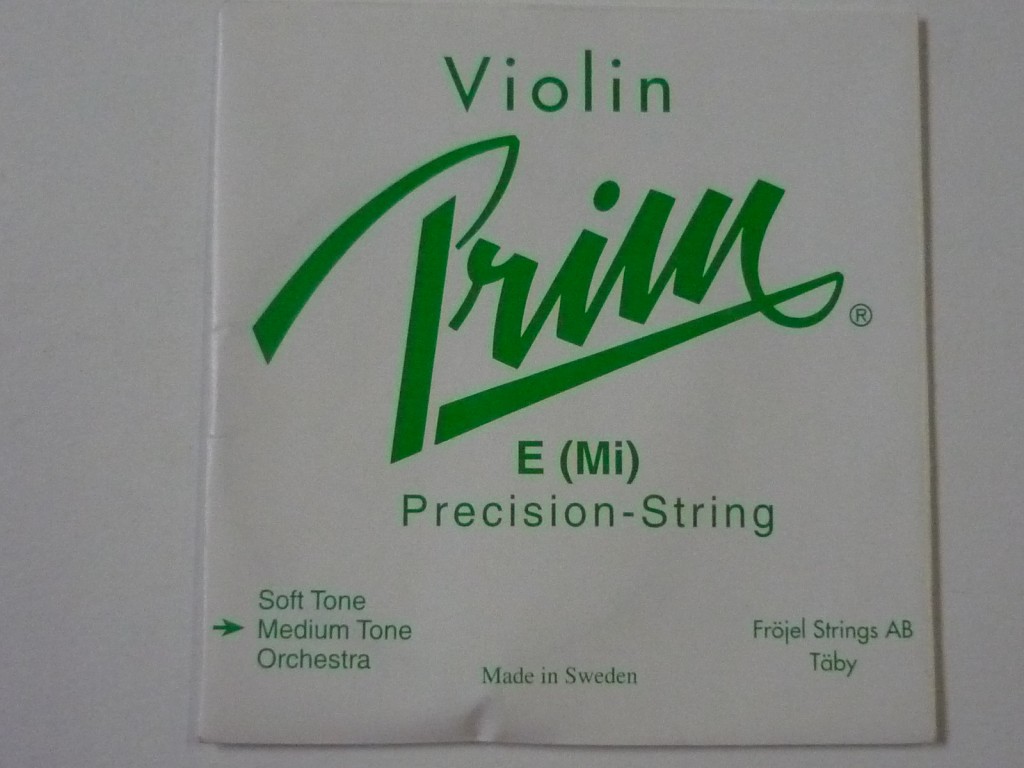 Violin
Prim ®
E (Mi)
Precision-String
Soft Tone
→ Medium Tone
Orchestra
Made in Sweden
Fröjel Strings AB
Täby